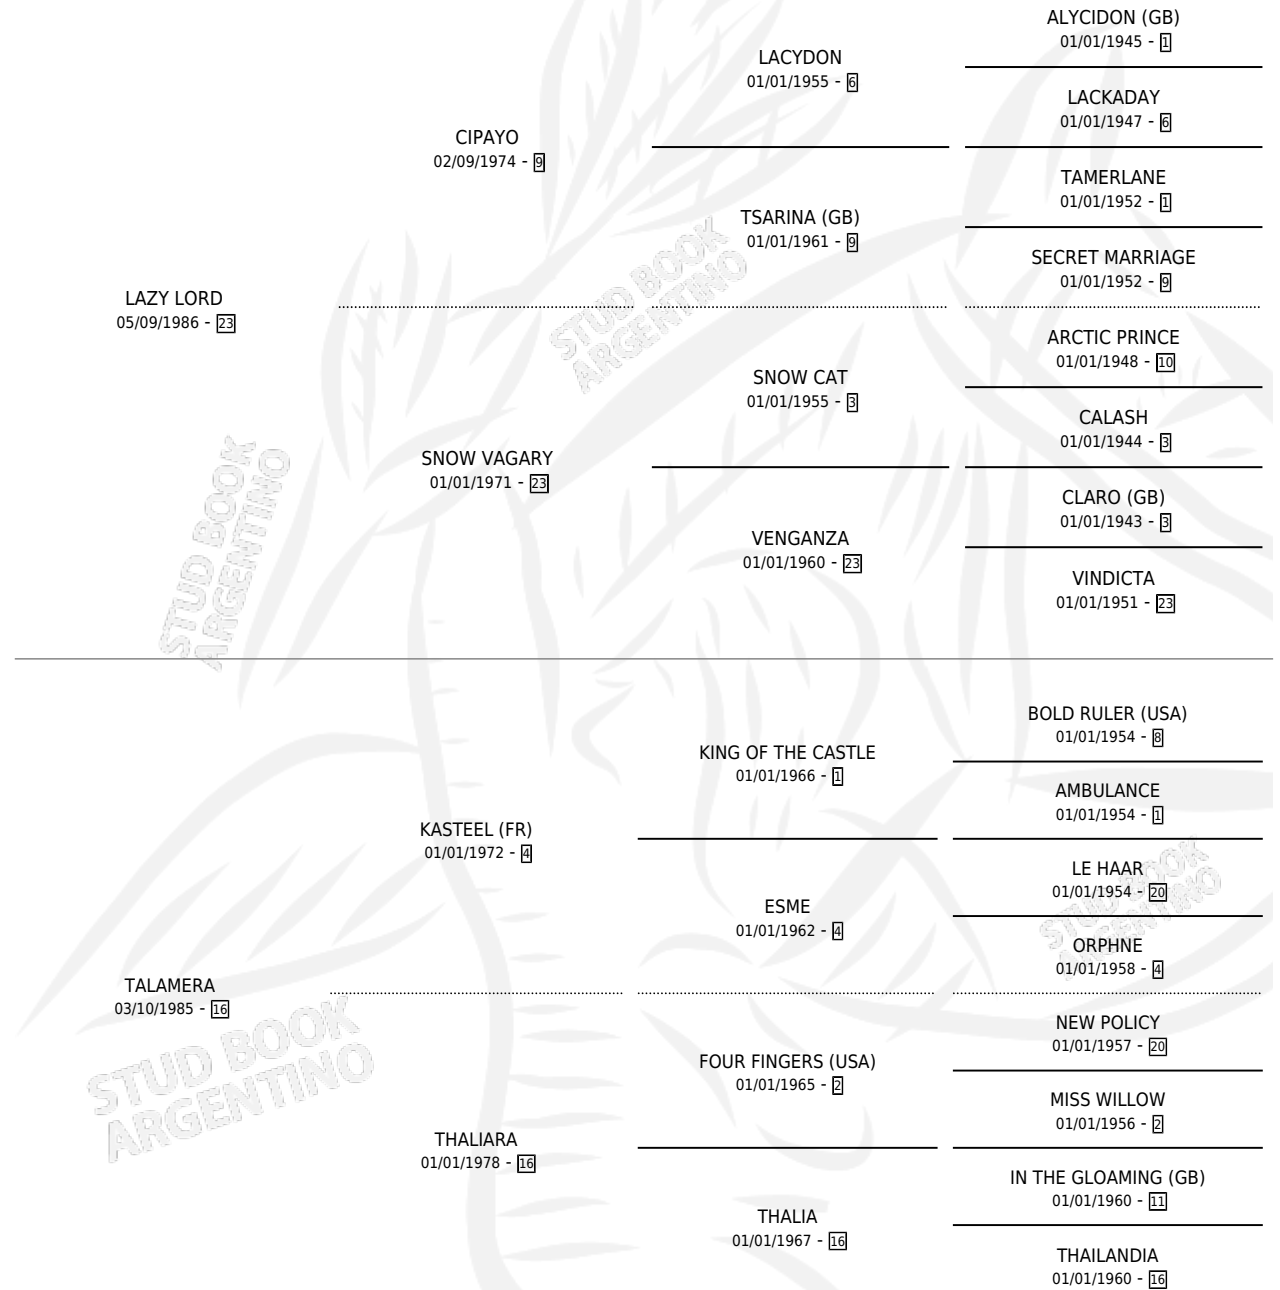 ALYCIDON (GB)
01/01/1945 - 1
LACYDON
01/01/1955 - 6
LACKADAY
01/01/1947 - 6
CIPAYO
02/09/1974 - 9
TAMERLANE
01/01/1952 - 1
TSARINA (GB)
01/01/1961 - 9
SECRET MARRIAGE
01/01/1952 - 9
LAZY LORD
05/09/1986 - 23
ARCTIC PRINCE
01/01/1948 - 10
SNOW CAT
01/01/1955 - 3
CALASH
01/01/1944 - 3
SNOW VAGARY
01/01/1971 - 23
CLARO (GB)
01/01/1943 - 3
VENGANZA
01/01/1960 - 23
VINDICTA
01/01/1951 - 23
STUD BOOK
ARGENTINO
STUD BOOK
ARGENTINO
BOLD RULER (USA)
01/01/1954 - 8
KING OF THE CASTLE
01/01/1966 - 1
AMBULANCE
01/01/1954 - 1
KASTEEL (FR)
01/01/1972 - 4
LE HAAR
01/01/1954 - 20
ESME
01/01/1962 - 4
ORPHNE
01/01/1958 - 4
TALAMERA
03/10/1985 - 16
NEW POLICY
01/01/1957 - 20
FOUR FINGERS (USA)
01/01/1965 - 2
MISS WILLOW
01/01/1956 - 2
THALIARA
01/01/1978 - 16
IN THE GLOAMING (GB)
01/01/1960 - 11
THALIA
01/01/1967 - 16
THAILANDIA
01/01/1960 - 16
STUD BOOK
ARGENTINO
STUD BOOK
ARGENTINO